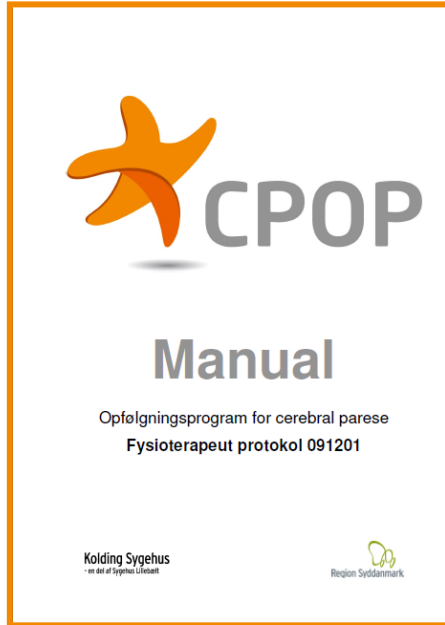 CPOP
Manual
Opfølgningsprogram for cerebral parese
Fysioterapeut protokol 091201
Kolding Sygehus
- en del af Sygehus Lillebælt
Region Syddanmark